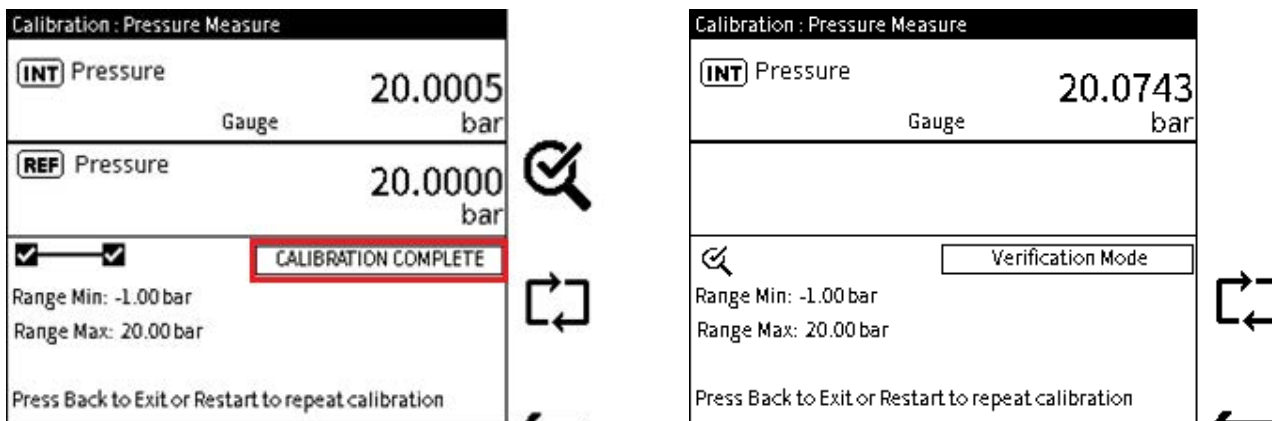 Calibration : Pressure Measure
INT Pressure
20.0005
Gauge bar
REF Pressure
20.0000
bar
CALIBRATION COMPLETE
Range Min: -1.00 bar
Range Max: 20.00 bar
Press Back to Exit or Restart to repeat calibration
Calibration : Pressure Measure
INT Pressure
20.0743
Gauge bar
Verification Mode
Range Min: -1.00 bar
Range Max: 20.00 bar
Press Back to Exit or Restart to repeat calibration